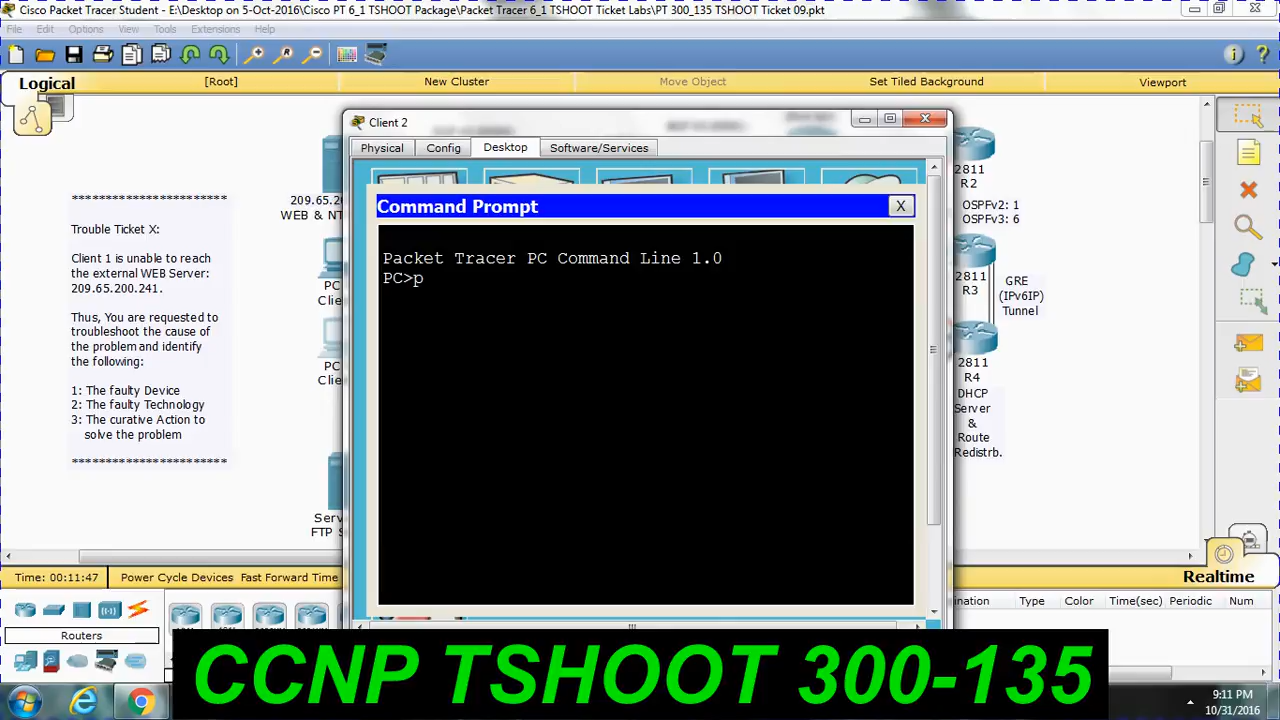 Cisco Packet Tracer Student - E:\Desktop on 5-Oct-2016\Cisco PT 6_1 TSHOOT Package\Packet Tracer 6_1 TSHOOT Ticket Labs\PT 300_135 TSHOOT Ticket 09.pkt
File Edit Options View Tools Extensions Help
Logical [Root] New Cluster Move Object Set Tiled Background Viewport
Client 2
Physical Config Desktop Software/Services
Command Prompt X
Packet Tracer PC Command Line 1.0
PC>p
***********************
Trouble Ticket X:
Client 1 is unable to reach
the external WEB Server:
209.65.200.241.
Thus, You are requested to
troubleshoot the cause of
the problem and identify
the following:
1: The faulty Device
2: The faulty Technology
3: The curative Action to
solve the problem
***********************
209.65.20
WEB & NT
PC
Clie
PC
Clie
Serv
FTP S
2811
R2
OSPFv2: 1
OSPFv3: 6
2811
R3
GRE
(IPv6IP)
Tunnel
2811
R4
DHCP
Server
&
Route
Redistrb.
Time: 00:11:47 Power Cycle Devices Fast Forward Time
Realtime
Routers
ination Type Color Time(sec) Periodic Num
CCNP TSHOOT 300-135
9:11 PM
10/31/2016